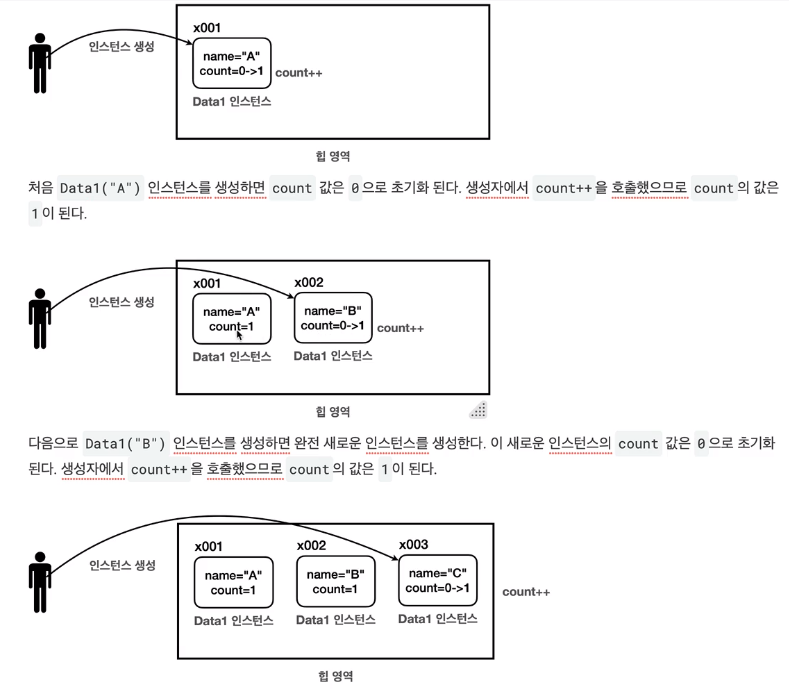 x001
인스턴스 생성
name="A"
count=0->1
count++
Data1 인스턴스
힙 영역
처음 Data1("A") 인스턴스를 생성하면 count 값은 0으로 초기화 된다. 생성자에서 count++을 호출했으므로 count의 값은
1이 된다.
x001 x002
인스턴스 생성
name="A" name="B"
count=1 count=0->1
count++
Data1 인스턴스 Data1 인스턴스
힙 영역
다음으로 Data1("B") 인스턴스를 생성하면 완전 새로운 인스턴스를 생성한다. 이 새로운 인스턴스의 count 값은 0으로 초기화
된다. 생성자에서 count++을 호출했으므로 count의 값은 1이 된다.
x001 x002 x003
인스턴스 생성
name="A" name="B" name="C"
count=1 count=1 count=0->1
count++
Data1 인스턴스 Data1 인스턴스 Data1 인스턴스
힙 영역